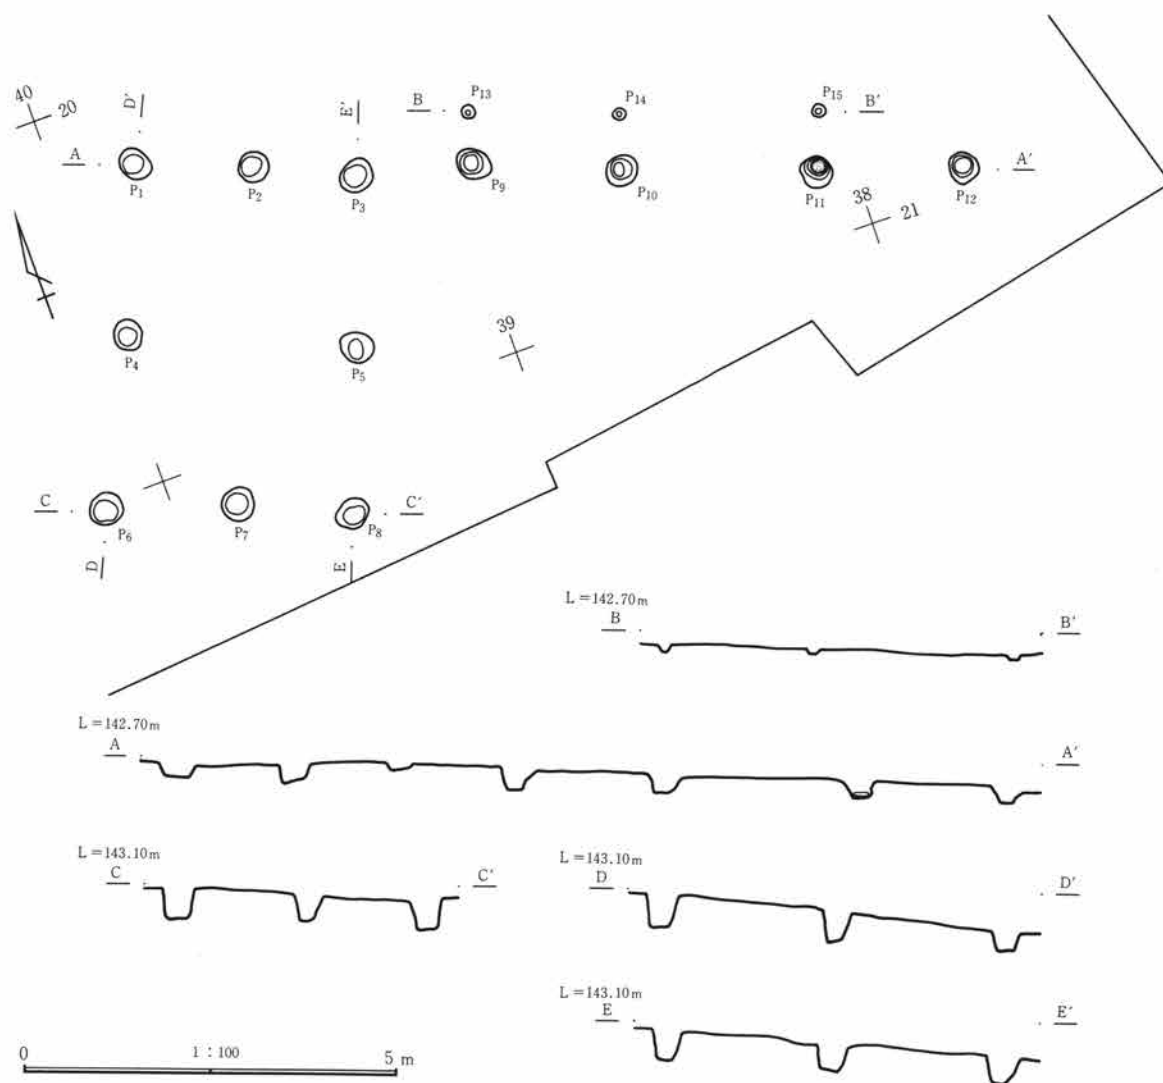 40
20
D′
E′
B
P13
P14
P15
B′
A
P1
P2
P3
P9
P10
P11
P12
A′
38
21
P4
P5
39
C
P6
P7
P8
C′
D
E
L=142.70m
B
B′
L=142.70m
A
A′
L=143.10m
C
C′
L=143.10m
D
D′
L=143.10m
E
E′
0
1 : 100
5 m